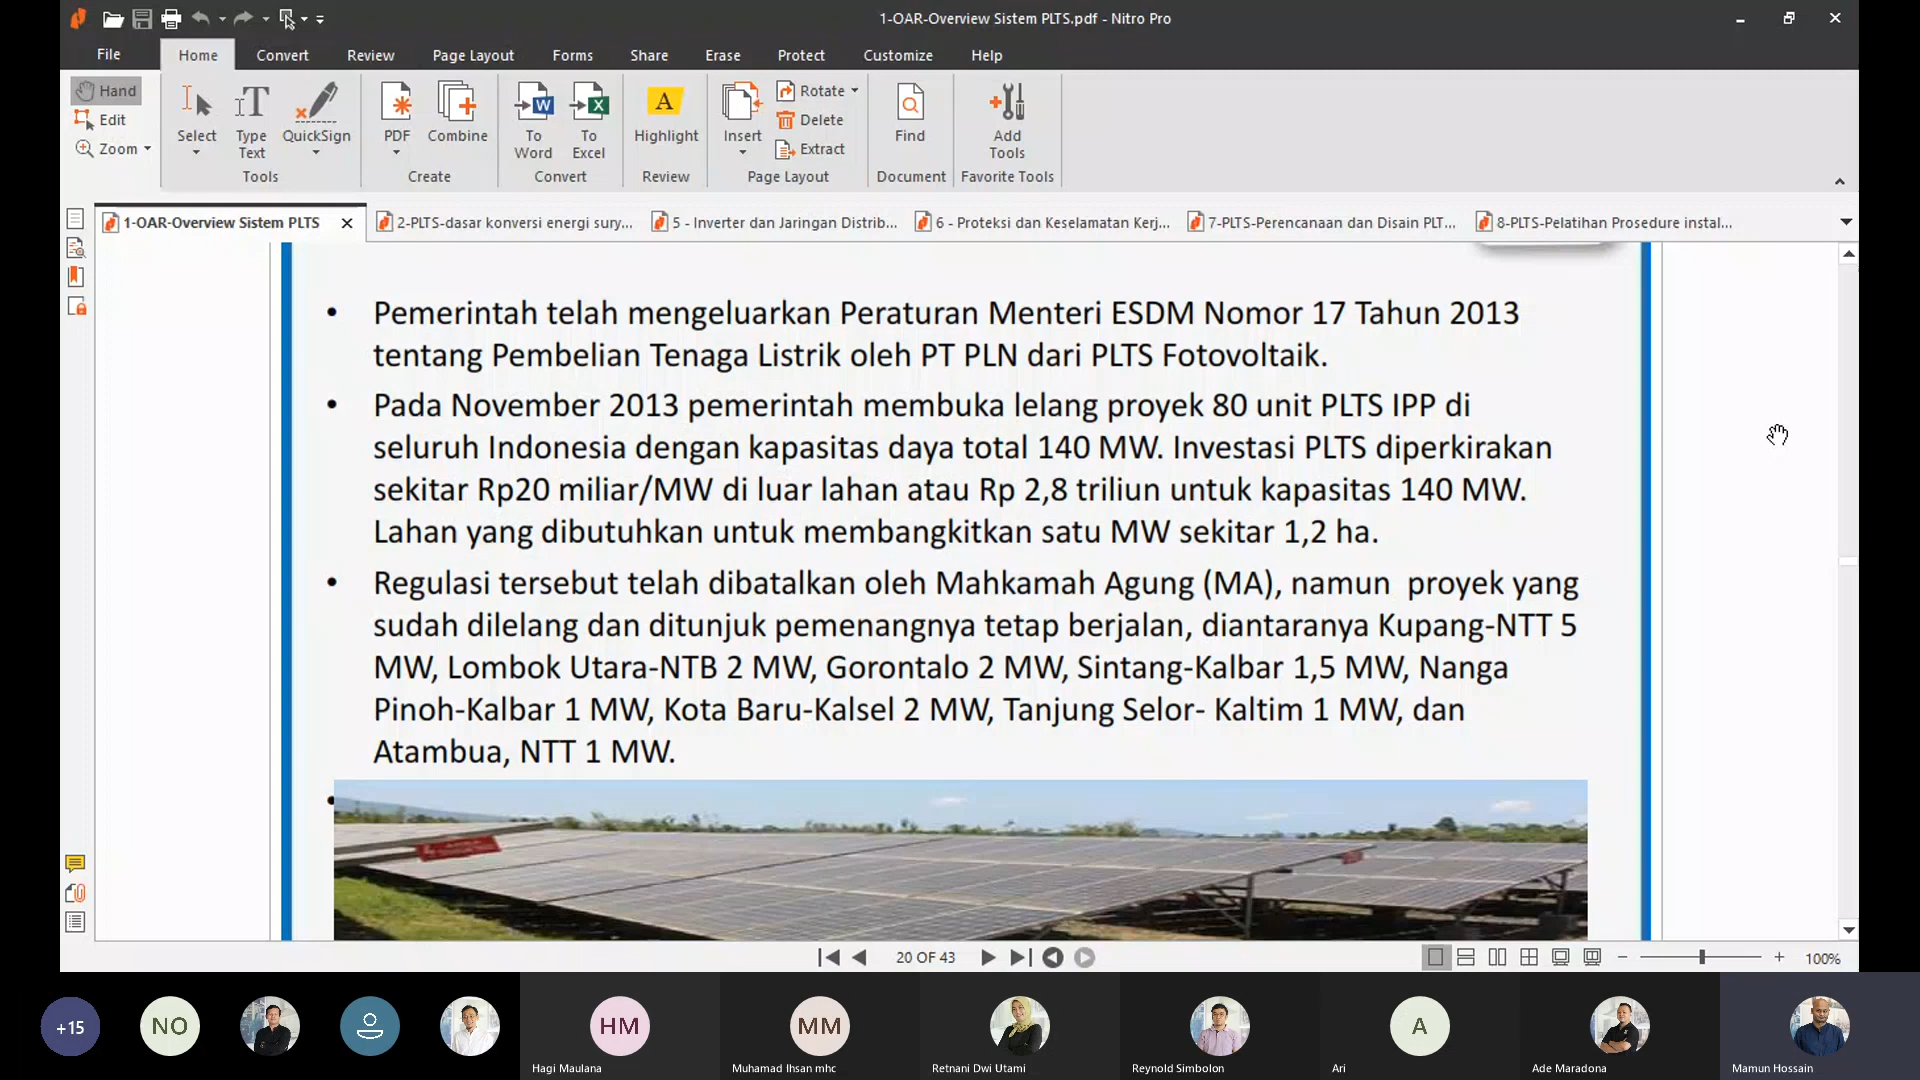 1-OAR-Overview Sistem PLTS.pdf - Nitro Pro
File Home Convert Review Page Layout Forms Share Erase Protect Customize Help
Hand
Edit
Zoom
Select
Type Text
QuickSign
Tools
PDF
Combine
Create
To Word
To Excel
Convert
Highlight
Review
Insert
Rotate
Delete
Extract
Page Layout
Find
Document
Add Tools
Favorite Tools
1-OAR-Overview Sistem PLTS
2-PLTS-dasar konversi energi sury...
5 - Inverter dan Jaringan Distrib...
6 - Proteksi dan Keselamatan Kerj...
7-PLTS-Perencanaan dan Disain PLT...
8-PLTS-Pelatihan Prosedure instal...
• Pemerintah telah mengeluarkan Peraturan Menteri ESDM Nomor 17 Tahun 2013
tentang Pembelian Tenaga Listrik oleh PT PLN dari PLTS Fotovoltaik.
• Pada November 2013 pemerintah membuka lelang proyek 80 unit PLTS IPP di
seluruh Indonesia dengan kapasitas daya total 140 MW. Investasi PLTS diperkirakan
sekitar Rp20 miliar/MW di luar lahan atau Rp 2,8 triliun untuk kapasitas 140 MW.
Lahan yang dibutuhkan untuk membangkitkan satu MW sekitar 1,2 ha.
• Regulasi tersebut telah dibatalkan oleh Mahkamah Agung (MA), namun proyek yang
sudah dilelang dan ditunjuk pemenangnya tetap berjalan, diantaranya Kupang-NTT 5
MW, Lombok Utara-NTB 2 MW, Gorontalo 2 MW, Sintang-Kalbar 1,5 MW, Nanga
Pinoh-Kalbar 1 MW, Kota Baru-Kalsel 2 MW, Tanjung Selor- Kaltim 1 MW, dan
Atambua, NTT 1 MW.
20 OF 43
100%
+15
NO
HM
MM
A
Hagi Maulana
Muhamad Ihsan mhc
Retnani Dwi Utami
Reynold Simbolon
Ari
Ade Maradona
Mamun Hossain